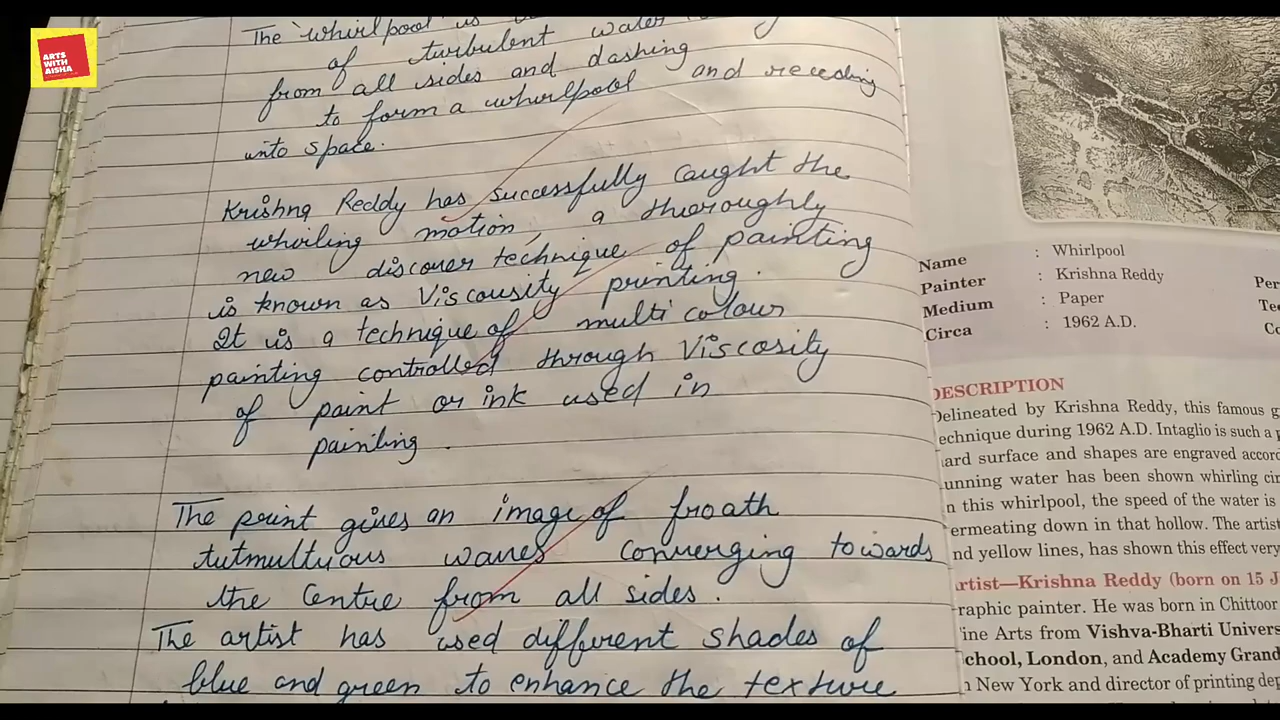 ARTS
WITH
AISHA
The whirlpool is
of turbulent water
from all sides and dashing
to form a whirlpool and receding
into space.
Krishna Reddy has successfully caught the
whirling motion, a thoroughly
new discover technique of painting
is known as Viscousity printing.
It is a technique of multi colour
painting controlled through Viscosity
of paint or ink used in
painting.
The print gives an image of froath
tutmultuous waves converging towards
the Centre from all sides.
The artist has used different shades of
blue and green to enhance the texture
Name : Whirlpool
Painter : Krishna Reddy Per
Medium : Paper Te
Circa : 1962 A.D. Co
DESCRIPTION
Delineated by Krishna Reddy, this famous g
echnique during 1962 A.D. Intaglio is such a p
ard surface and shapes are engraved accord
unning water has been shown whirling cir
n this whirlpool, the speed of the water is
ermeating down in that hollow. The artis
nd yellow lines, has shown this effect very
rtist—Krishna Reddy (born on 15 J
raphic painter. He was born in Chittoor
ine Arts from Vishva-Bharti Univers
chool, London, and Academy Grand
n New York and director of printing dep